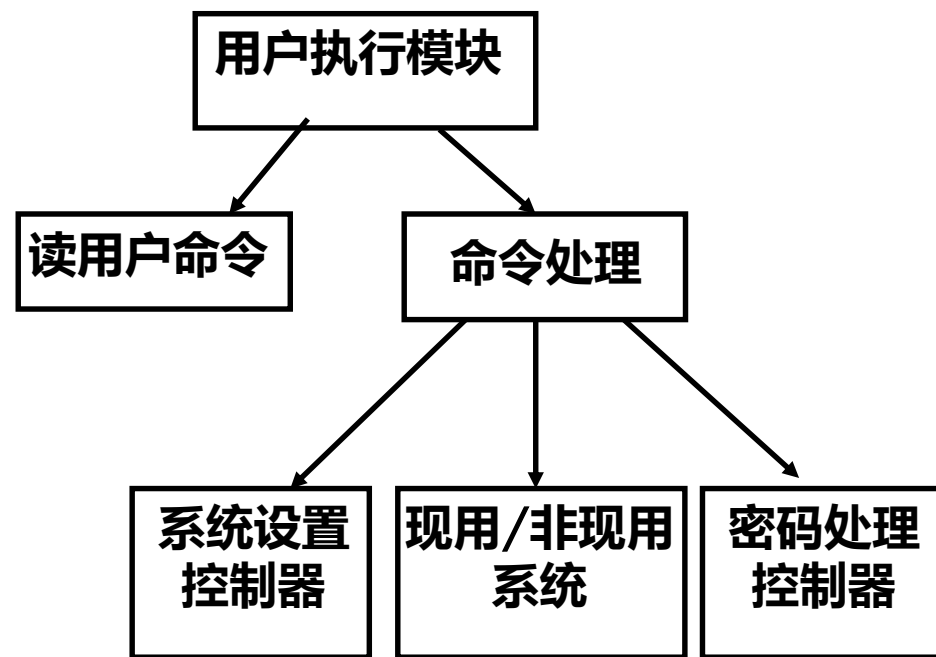 用户执行模块
读用户命令
命令处理
系统设置
控制器
现用/非现用
系统
密码处理
控制器